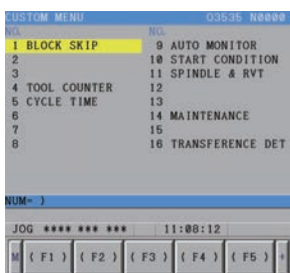 CUSTOM MENU O3535 N0000
NO. NO.
1 BLOCK SKIP 9 AUTO MONITOR
2 10 START CONDITION
3 11 SPINDLE & RVT
4 TOOL COUNTER 12
5 CYCLE TIME 13
6 14 MAINTENANCE
7 15
8 16 TRANSFERENCE DET
NUM= )
JOG **** *** *** 11:08:12
M ( F1 ) ( F2 ) ( F3 ) ( F4 ) ( F5 ) +